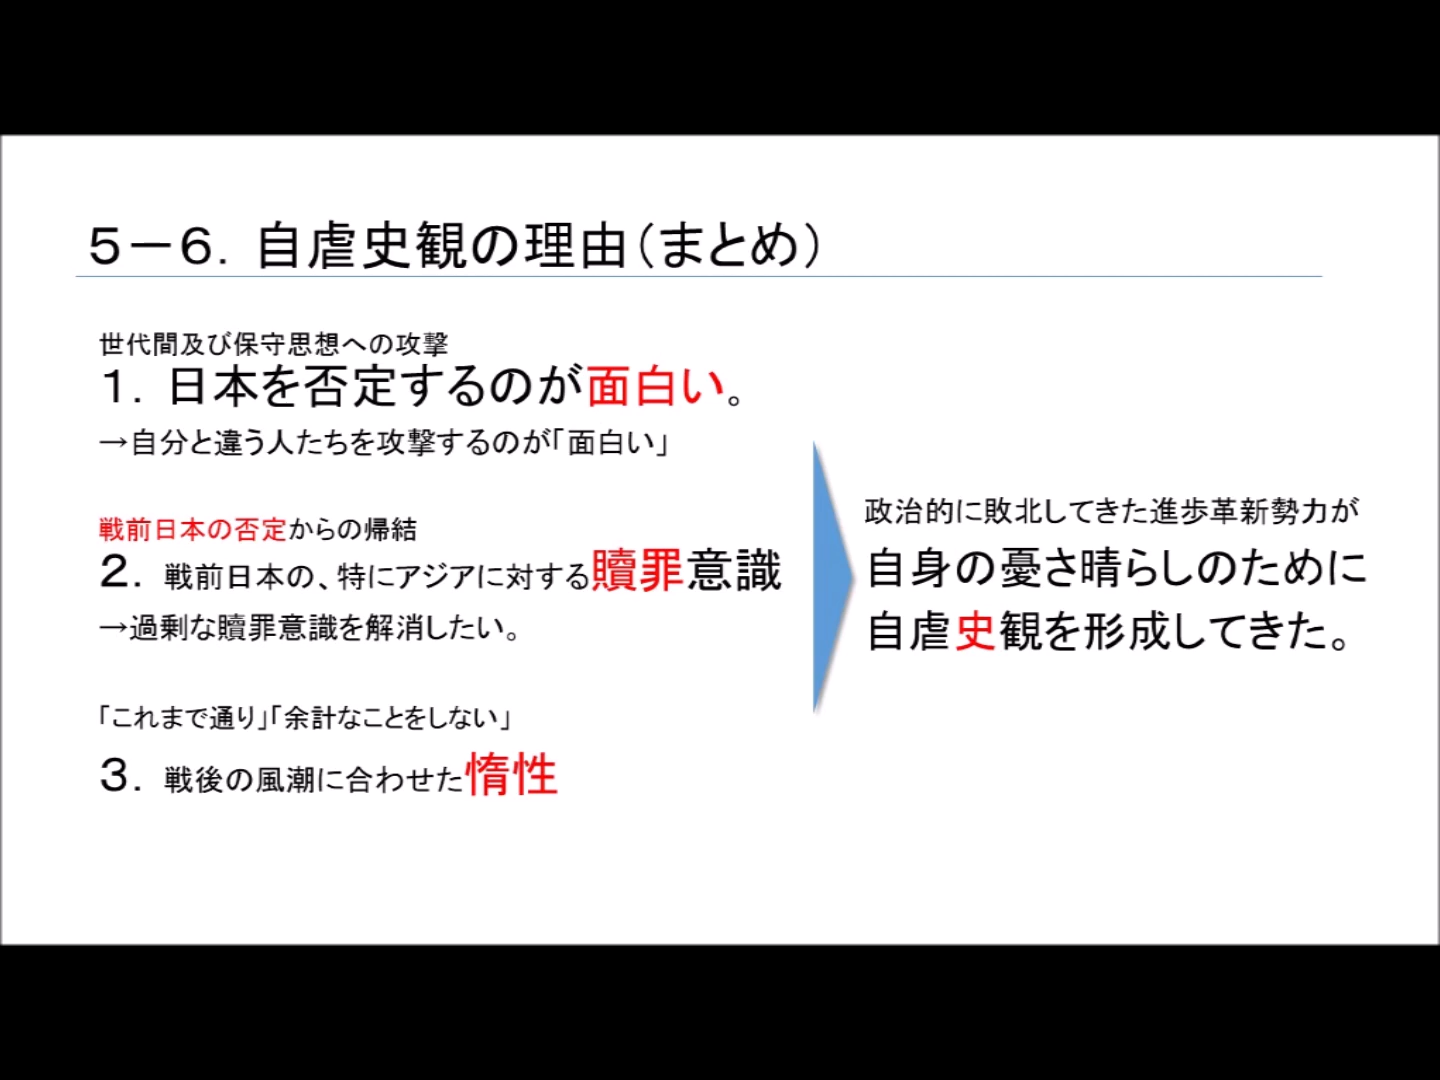 ５－６．自虐史観の理由（まとめ）
世代間及び保守思想への攻撃
１．日本を否定するのが面白い。
→自分と違う人たちを攻撃するのが「面白い」
戦前日本の否定からの帰結
２．戦前日本の、特にアジアに対する贖罪意識
→過剰な贖罪意識を解消したい。
「これまで通り」「余計なことをしない」
３．戦後の風潮に合わせた惰性
政治的に敗北してきた進歩革新勢力が
自身の憂さ晴らしのために
自虐史観を形成してきた。